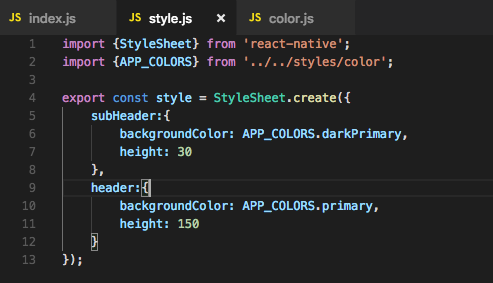 JS index.js JS style.js × JS color.js
1 import {StyleSheet} from 'react-native';
2 import {APP_COLORS} from '../../styles/color';
3
4 export const style = StyleSheet.create({
5 subHeader:{
6 backgroundColor: APP_COLORS.darkPrimary,
7 height: 30
8 },
9 header:{
10 backgroundColor: APP_COLORS.primary,
11 height: 150
12 }
13 });